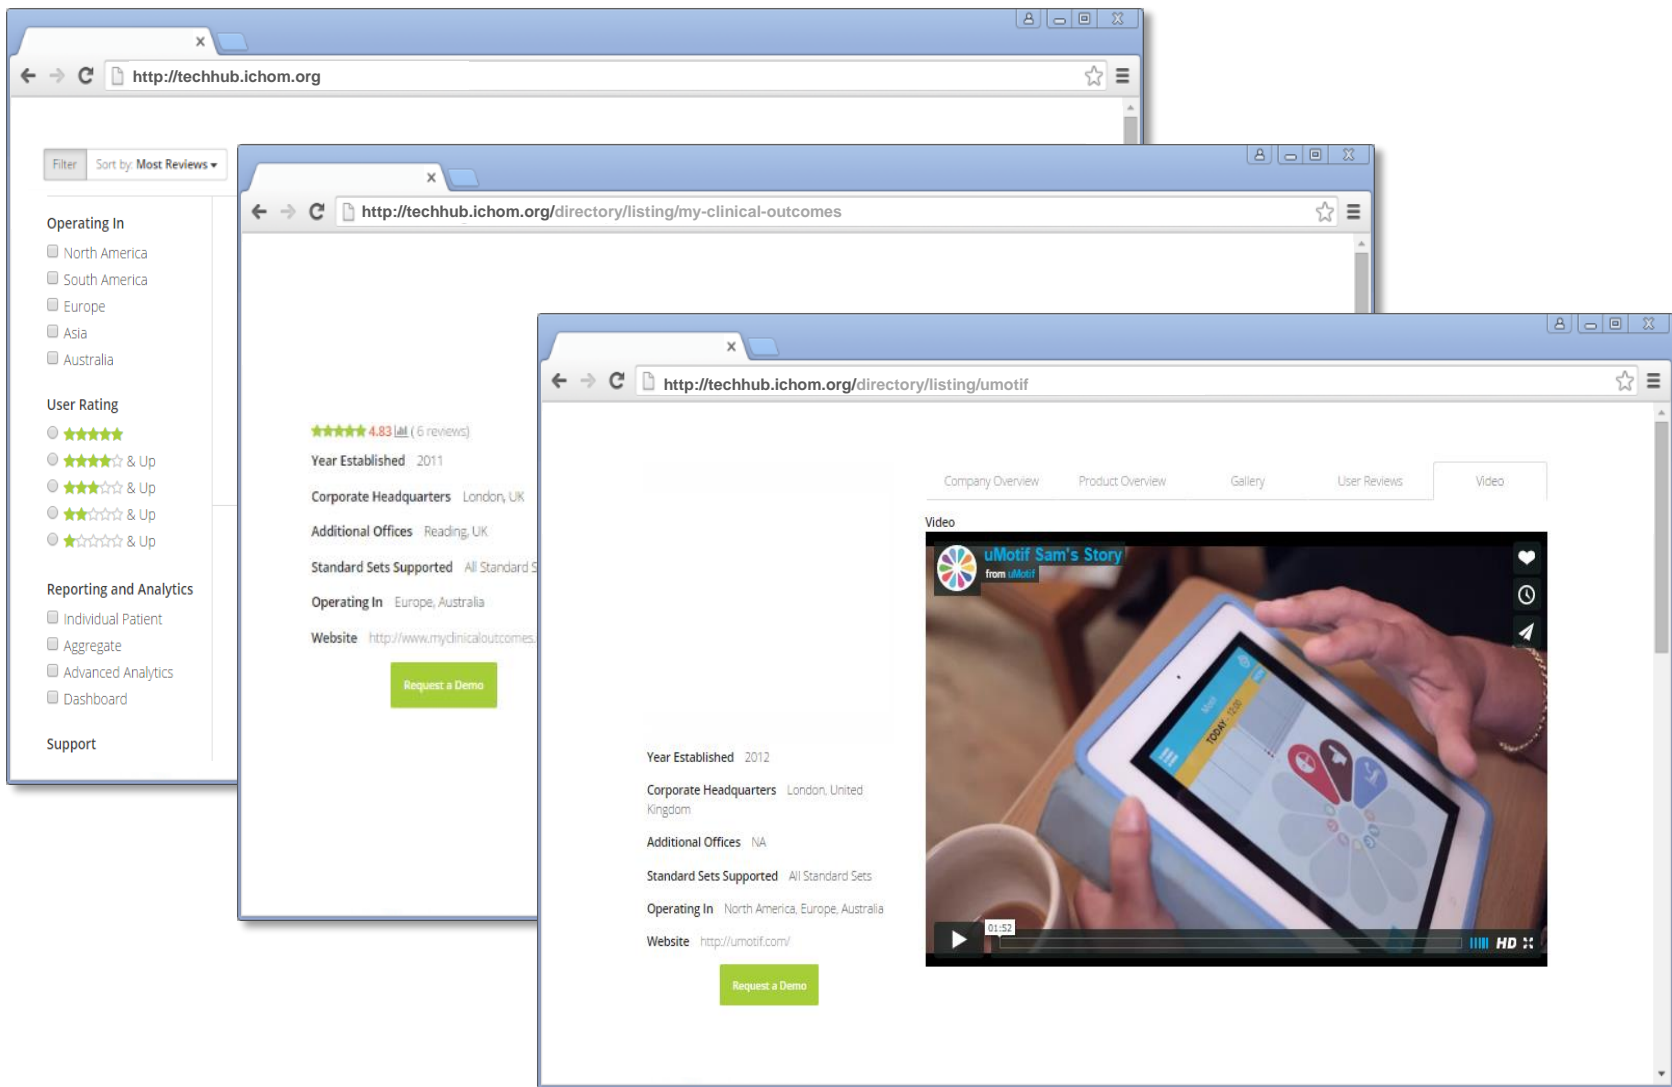 http://techhub.ichom.org
Filter Sort by: Most Reviews
Operating In
North America
South America
Europe
Asia
Australia
User Rating
& Up
& Up
& Up
& Up
Reporting and Analytics
Individual Patient
Aggregate
Advanced Analytics
Dashboard
Support
http://techhub.ichom.org/directory/listing/my-clinical-outcomes
4.83 ( 6 reviews)
Year Established 2011
Corporate Headquarters London, UK
Additional Offices Reading, UK
Standard Sets Supported All Standard S
Operating In Europe, Australia
Website http://www.myclinicaloutcomes.
Request a Demo
http://techhub.ichom.org/directory/listing/umotif
Company Overview Product Overview Gallery User Reviews Video
Video
uMotif Sam's Story
from uMotif
TODAY - 12:00
01:52
HD
Year Established 2012
Corporate Headquarters London, United
Kingdom
Additional Offices NA
Standard Sets Supported All Standard Sets
Operating In North America, Europe, Australia
Website http://umotif.com/
Request a Demo